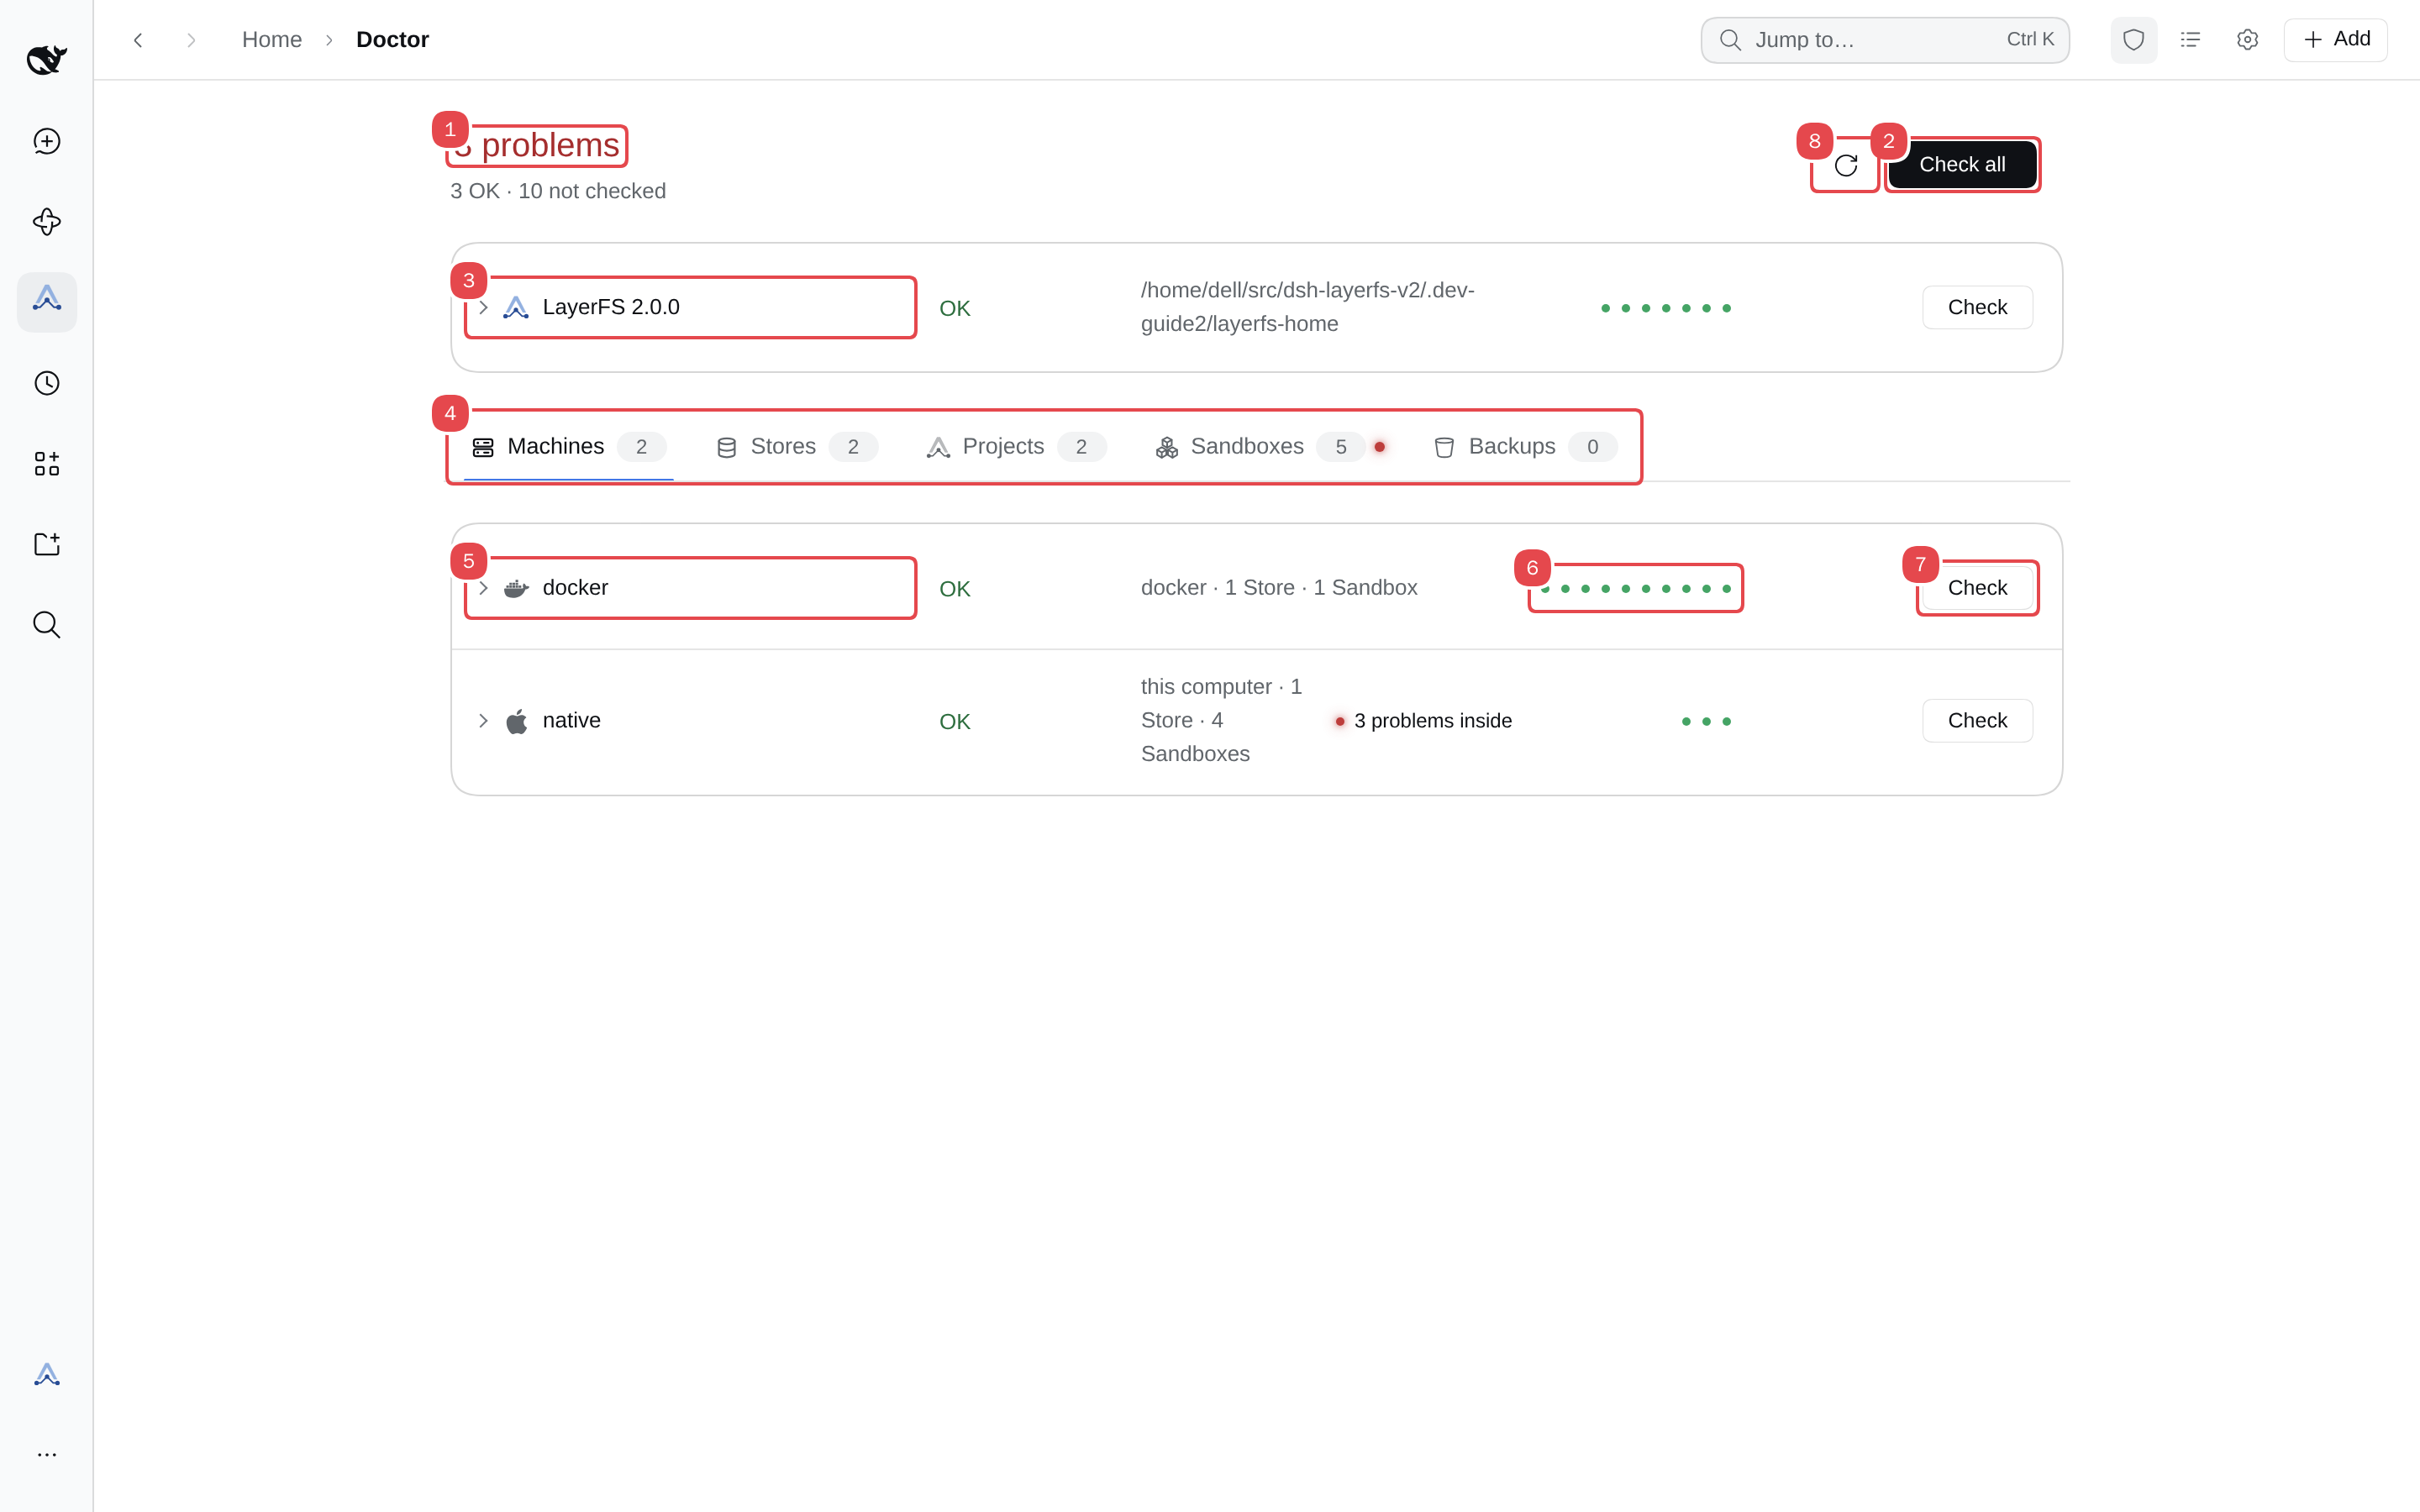 Home > Doctor
Jump to… Ctrl K
Add
1
problems
3 OK · 10 not checked
8
2
Check all
3
LayerFS 2.0.0
OK
/home/dell/src/dsh-layerfs-v2/.dev-
guide2/layerfs-home
Check
4
Machines 2
Stores 2
Projects 2
Sandboxes 5
Backups 0
5
docker
OK
docker · 1 Store · 1 Sandbox
6
7
Check
native
OK
this computer · 1
Store · 4
Sandboxes
3 problems inside
Check